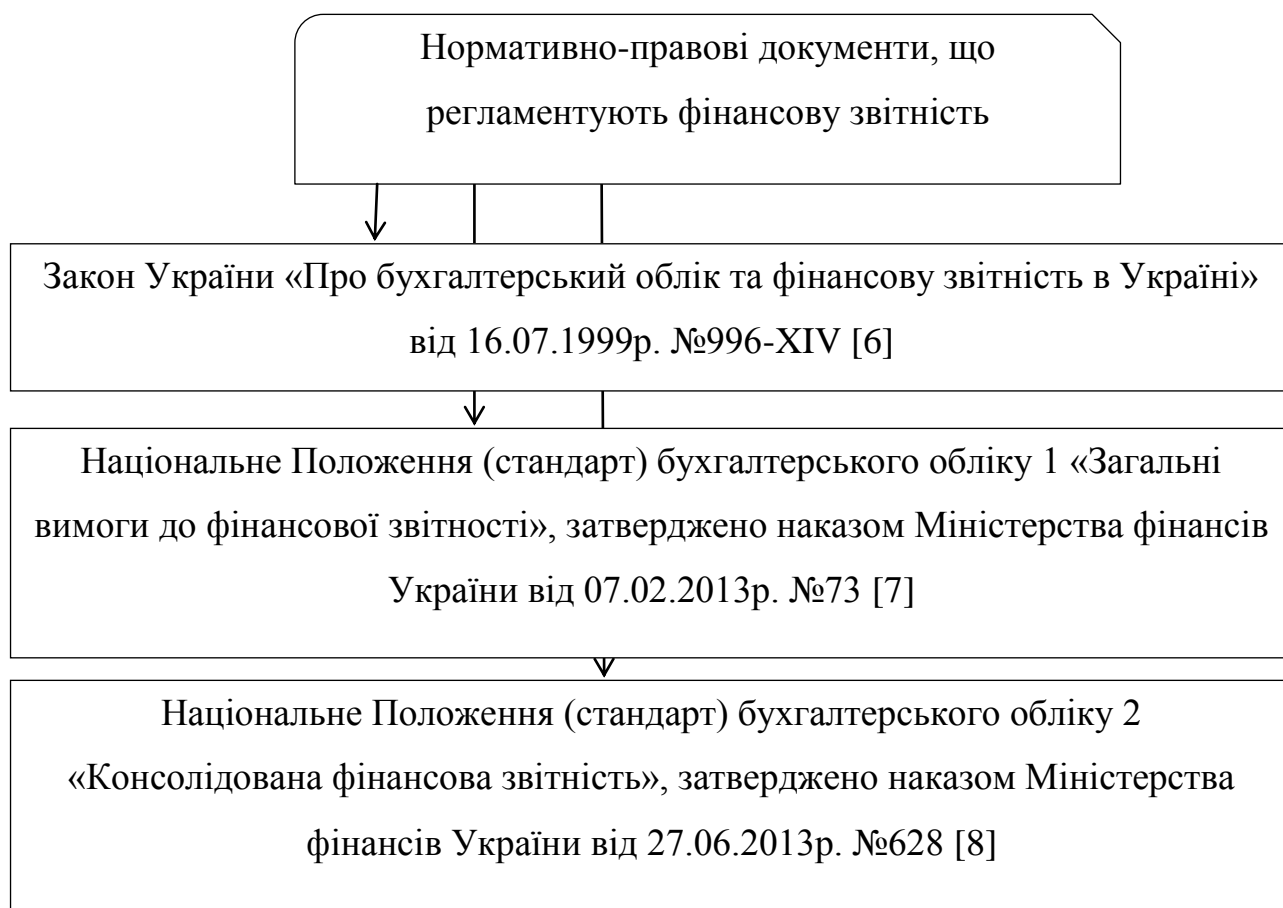 Нормативно-правові документи, що
регламентують фінансову звітність
Закон України «Про бухгалтерський облік та фінансову звітність в Україні»
від 16.07.1999р. №996-XIV [6]
Національне Положення (стандарт) бухгалтерського обліку 1 «Загальні
вимоги до фінансової звітності», затверджено наказом Міністерства фінансів
України від 07.02.2013р. №73 [7]
Національне Положення (стандарт) бухгалтерського обліку 2
«Консолідована фінансова звітність», затверджено наказом Міністерства
фінансів України від 27.06.2013р. №628 [8]